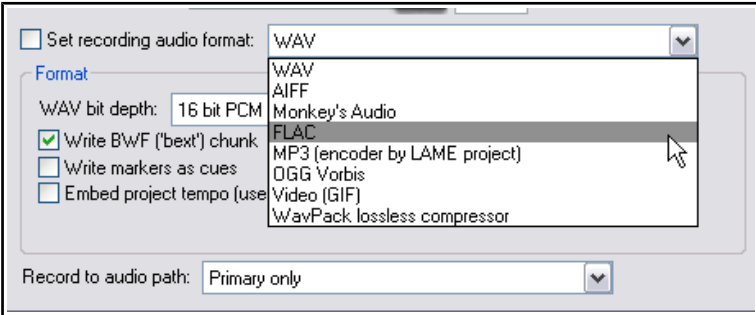 Set recording audio format: WAV
WAV
AIFF
Monkey's Audio
FLAC
MP3 (encoder by LAME project)
OGG Vorbis
Video (GIF)
WavPack lossless compressor
Format
WAV bit depth: 16 bit PCM
Write BWF ('bext') chunk
Write markers as cues
Embed project tempo (use
Record to audio path: Primary only